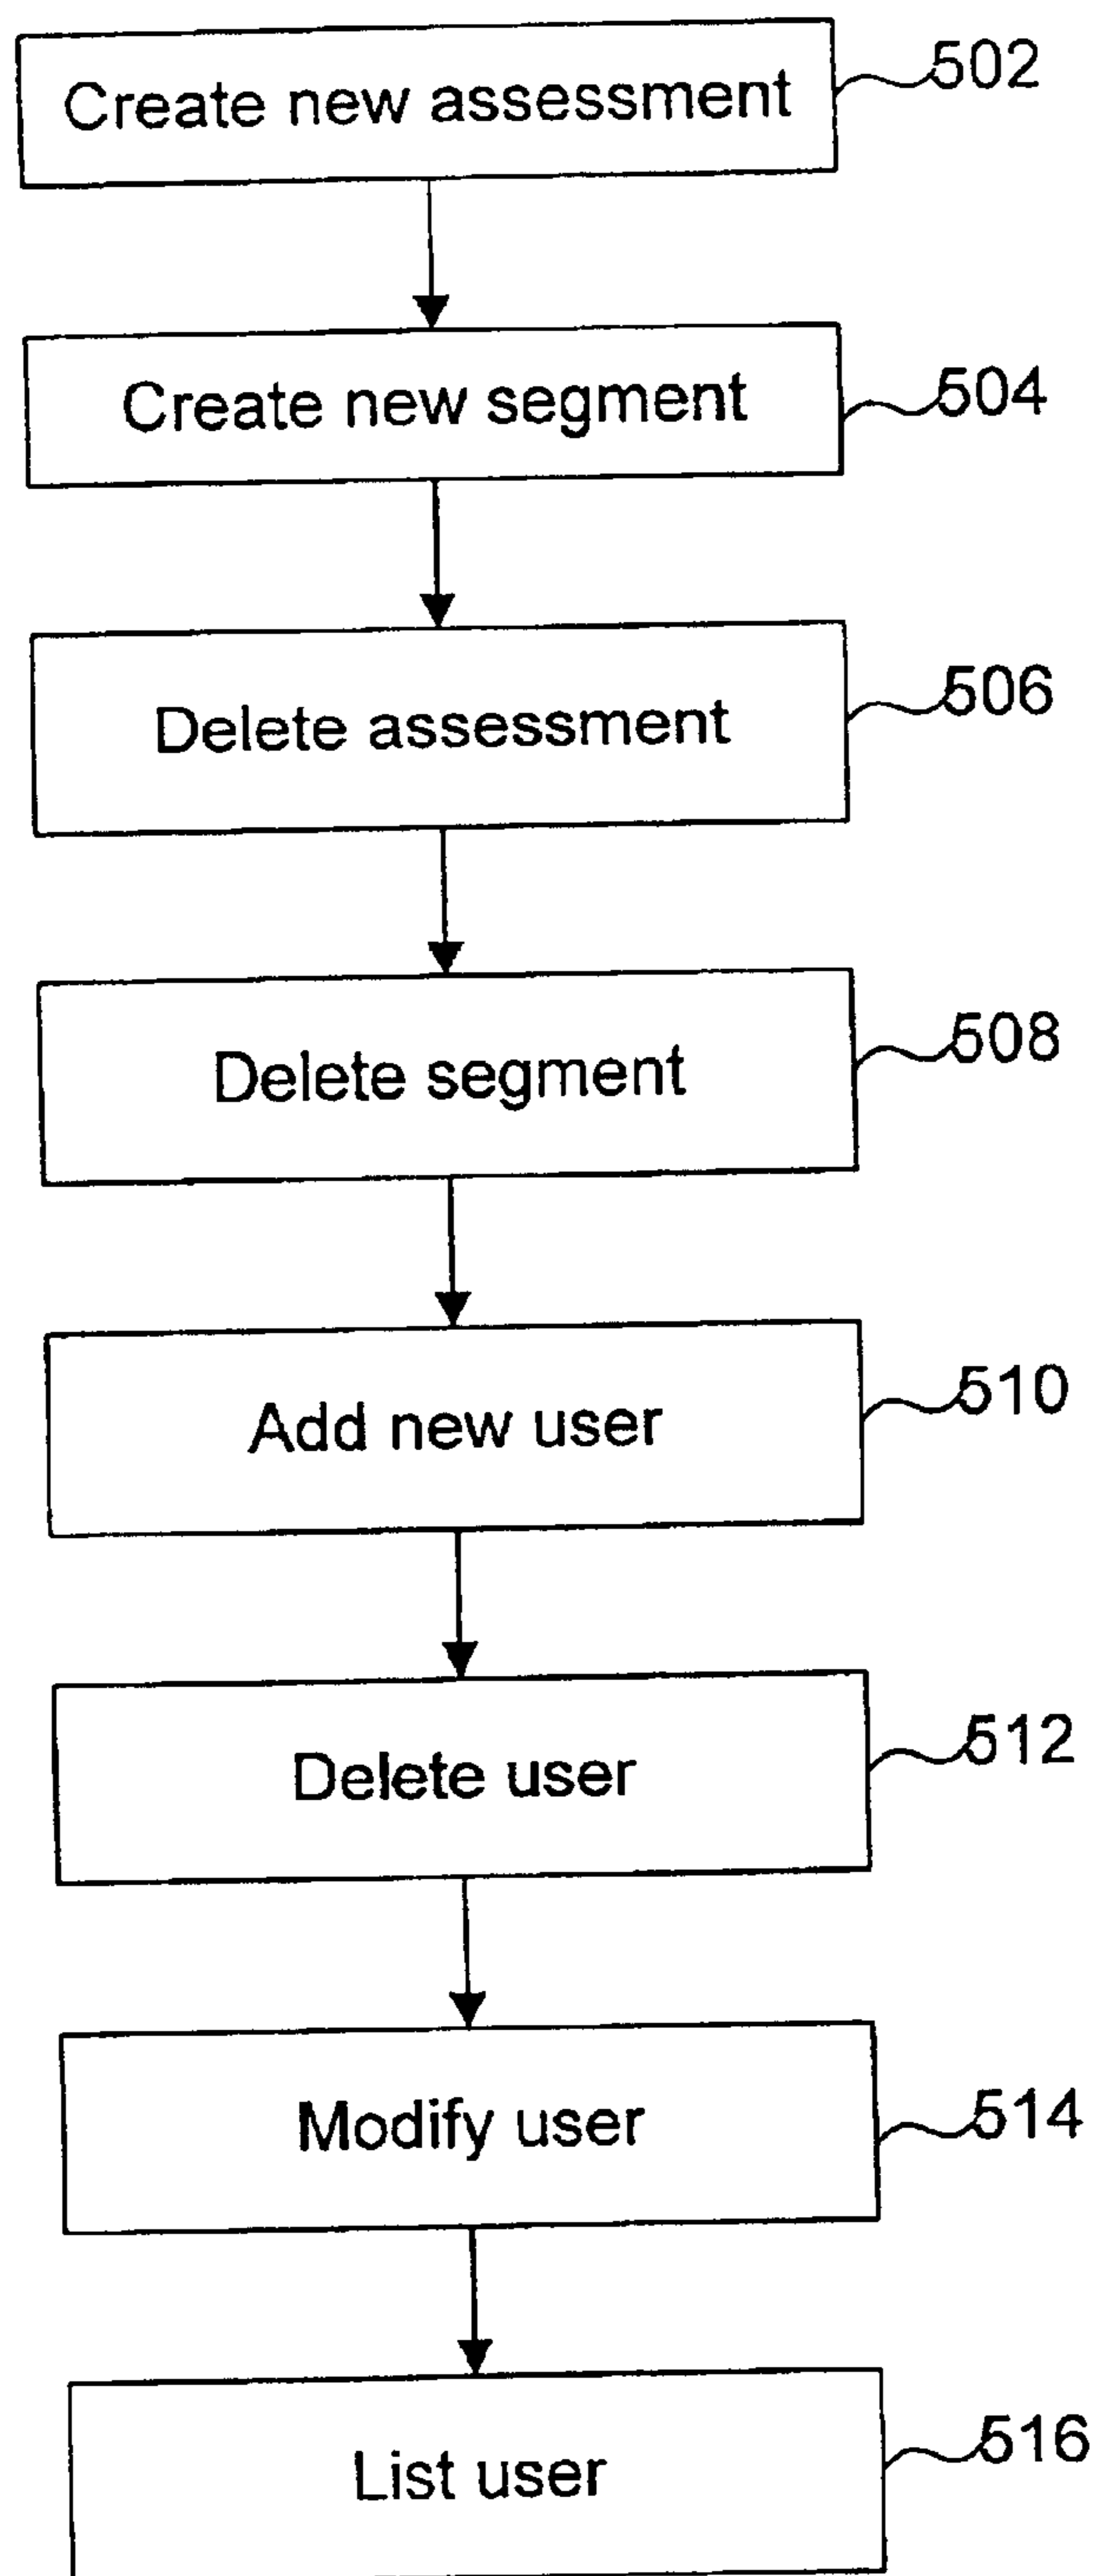 Create new assessment 502
Create new segment 504
Delete assessment 506
Delete segment 508
Add new user 510
Delete user 512
Modify user 514
List user 516